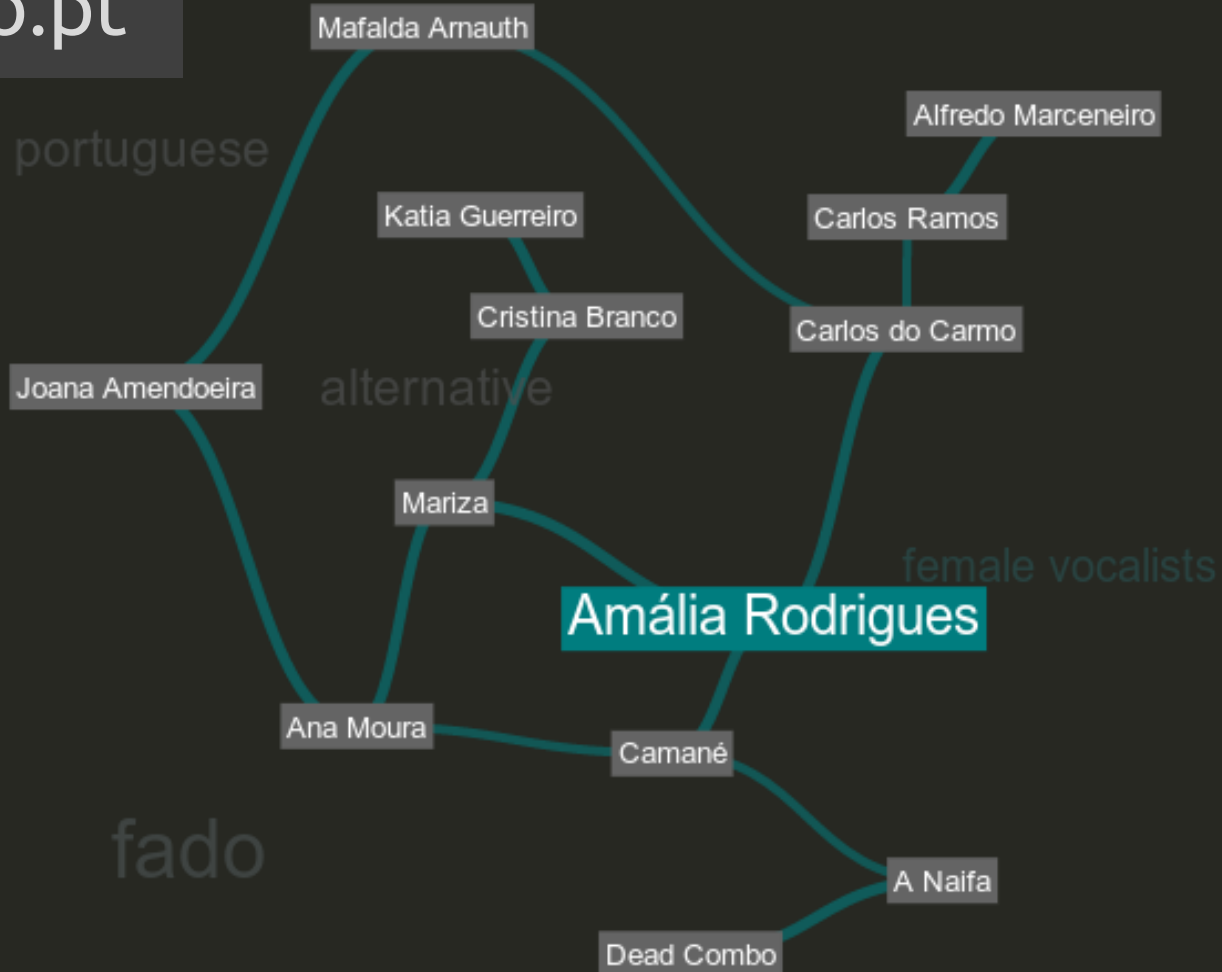 o.pt
Mafalda Arnauth
Alfredo Marceneiro
portuguese
Katia Guerreiro
Carlos Ramos
Cristina Branco
Carlos do Carmo
Joana Amendoeira
alternative
Mariza
female vocalists
Amália Rodrigues
Ana Moura
Camané
fado
A Naifa
Dead Combo